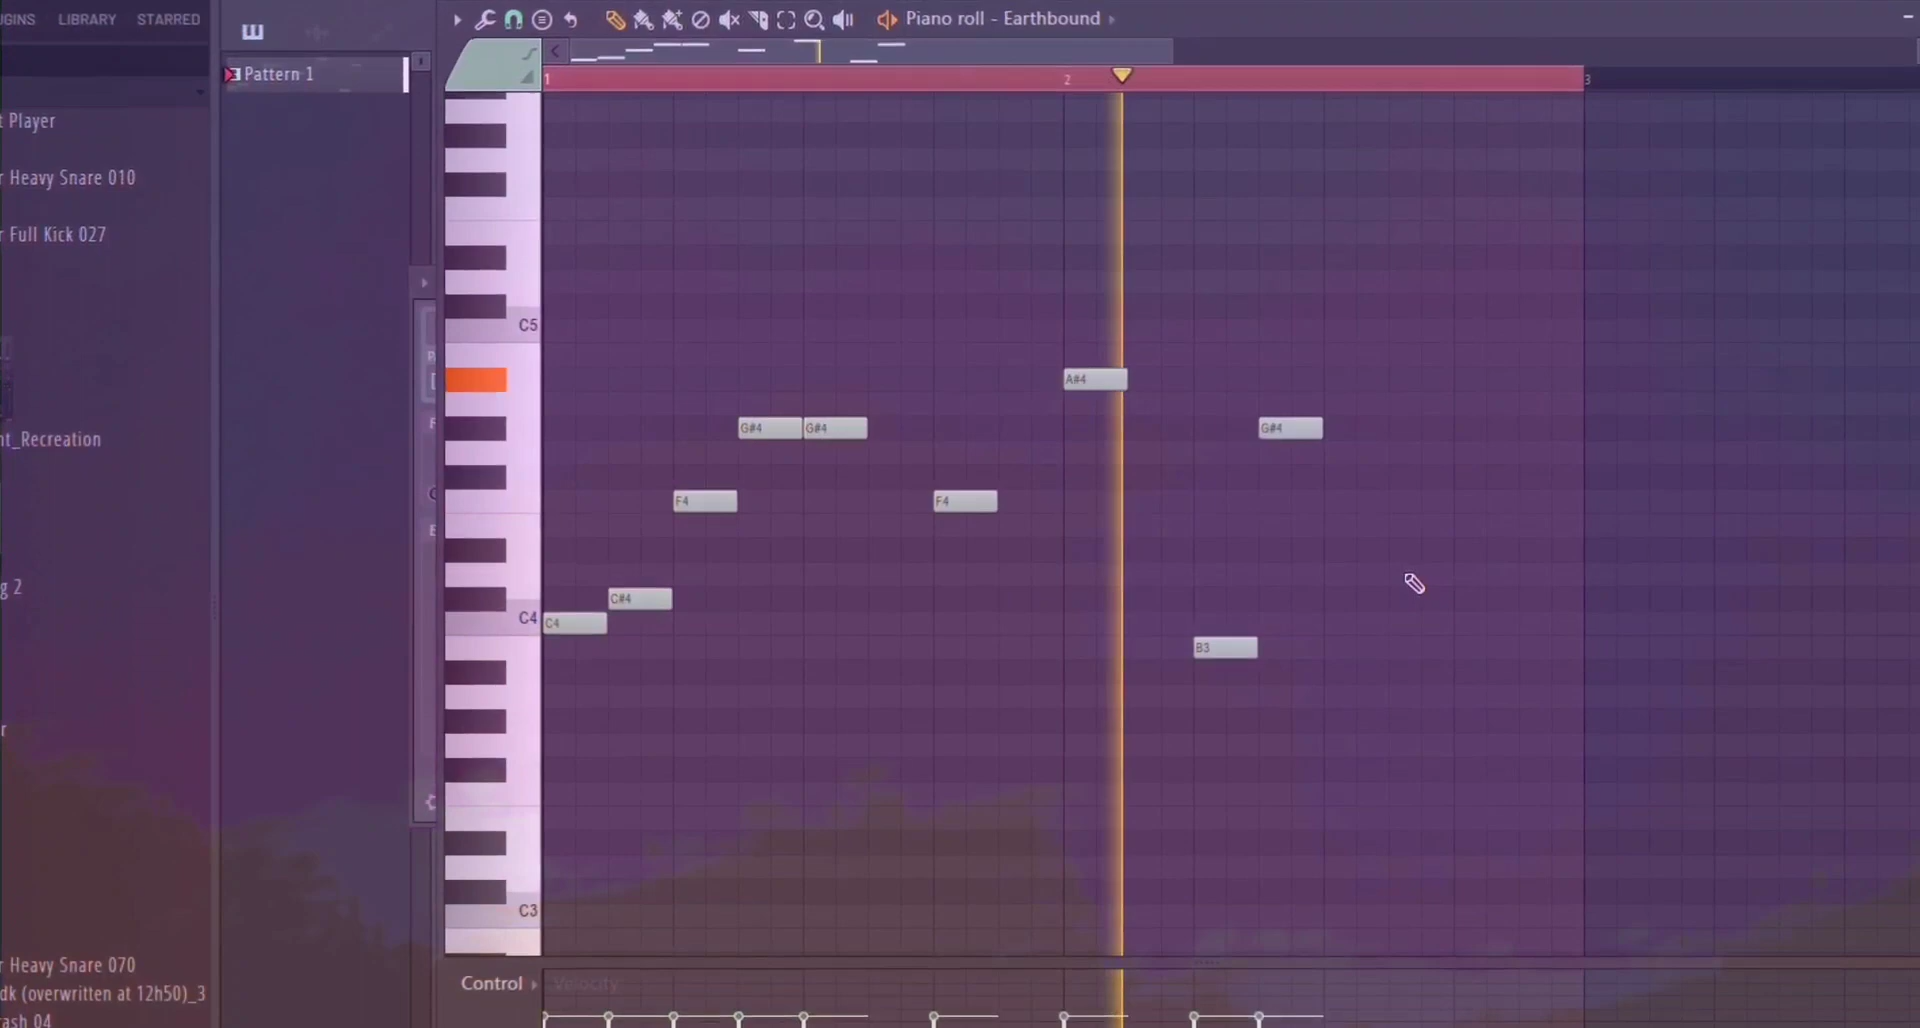 GINS LIBRARY STARRED
Piano roll - Earthbound
Pattern 1
1 2 3
t Player
r Heavy Snare 010
r Full Kick 027
C5
A#4
G#4 G#4 G#4
nt_Recreation
F4 F4
g 2
C#4
C4
C4
B3
C3
r Heavy Snare 070
Control Velocity
dk (overwritten at 12h50)_3
ash 04